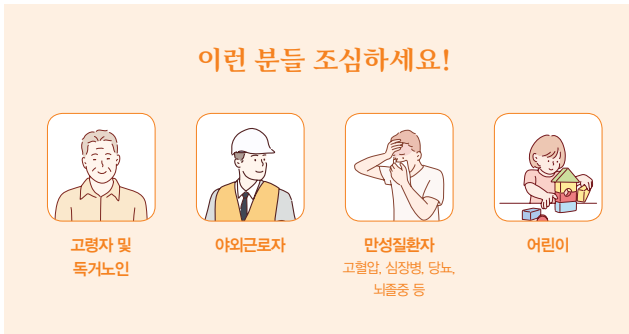 이런 분들 조심하세요!
고령자 및
독거노인
야외근로자
만성질환자
고혈압, 심장병, 당뇨,
뇌졸중 등
어린이